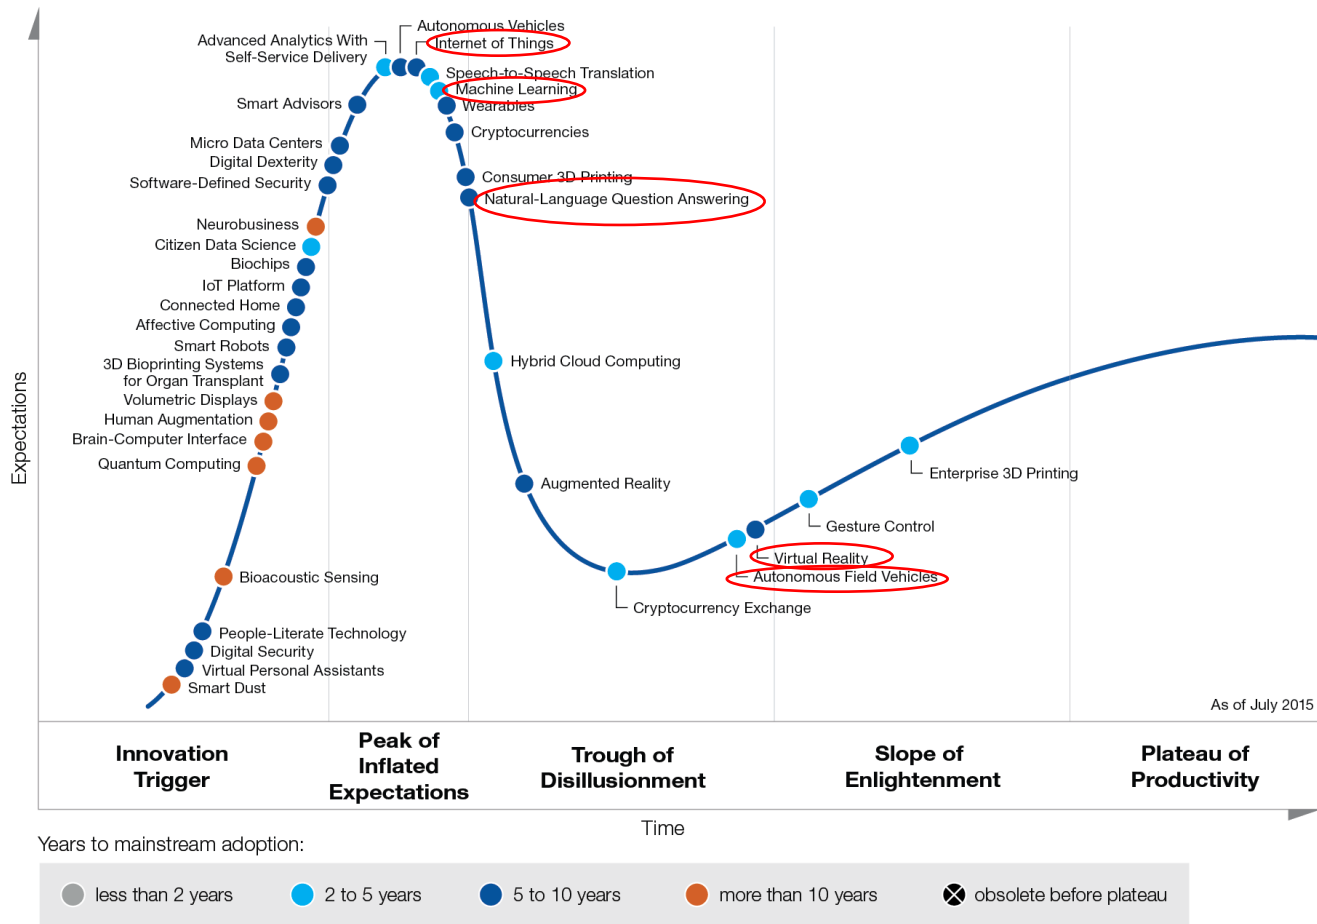 Expectations
Autonomous Vehicles
Advanced Analytics With
Self-Service Delivery
Internet of Things
Speech-to-Speech Translation
Machine Learning
Wearables
Smart Advisors
Cryptocurrencies
Micro Data Centers
Digital Dexterity
Software-Defined Security
Consumer 3D Printing
Natural-Language Question Answering
Neurobusiness
Citizen Data Science
Biochips
IoT Platform
Connected Home
Affective Computing
Smart Robots
3D Bioprinting Systems
for Organ Transplant
Volumetric Displays
Human Augmentation
Brain-Computer Interface
Quantum Computing
Hybrid Cloud Computing
Augmented Reality
Enterprise 3D Printing
Gesture Control
Virtual Reality
Autonomous Field Vehicles
Cryptocurrency Exchange
Bioacoustic Sensing
People-Literate Technology
Digital Security
Virtual Personal Assistants
Smart Dust
As of July 2015
Innovation
Trigger
Peak of
Inflated
Expectations
Trough of
Disillusionment
Slope of
Enlightenment
Plateau of
Productivity
Time
Years to mainstream adoption:
less than 2 years
2 to 5 years
5 to 10 years
more than 10 years
obsolete before plateau